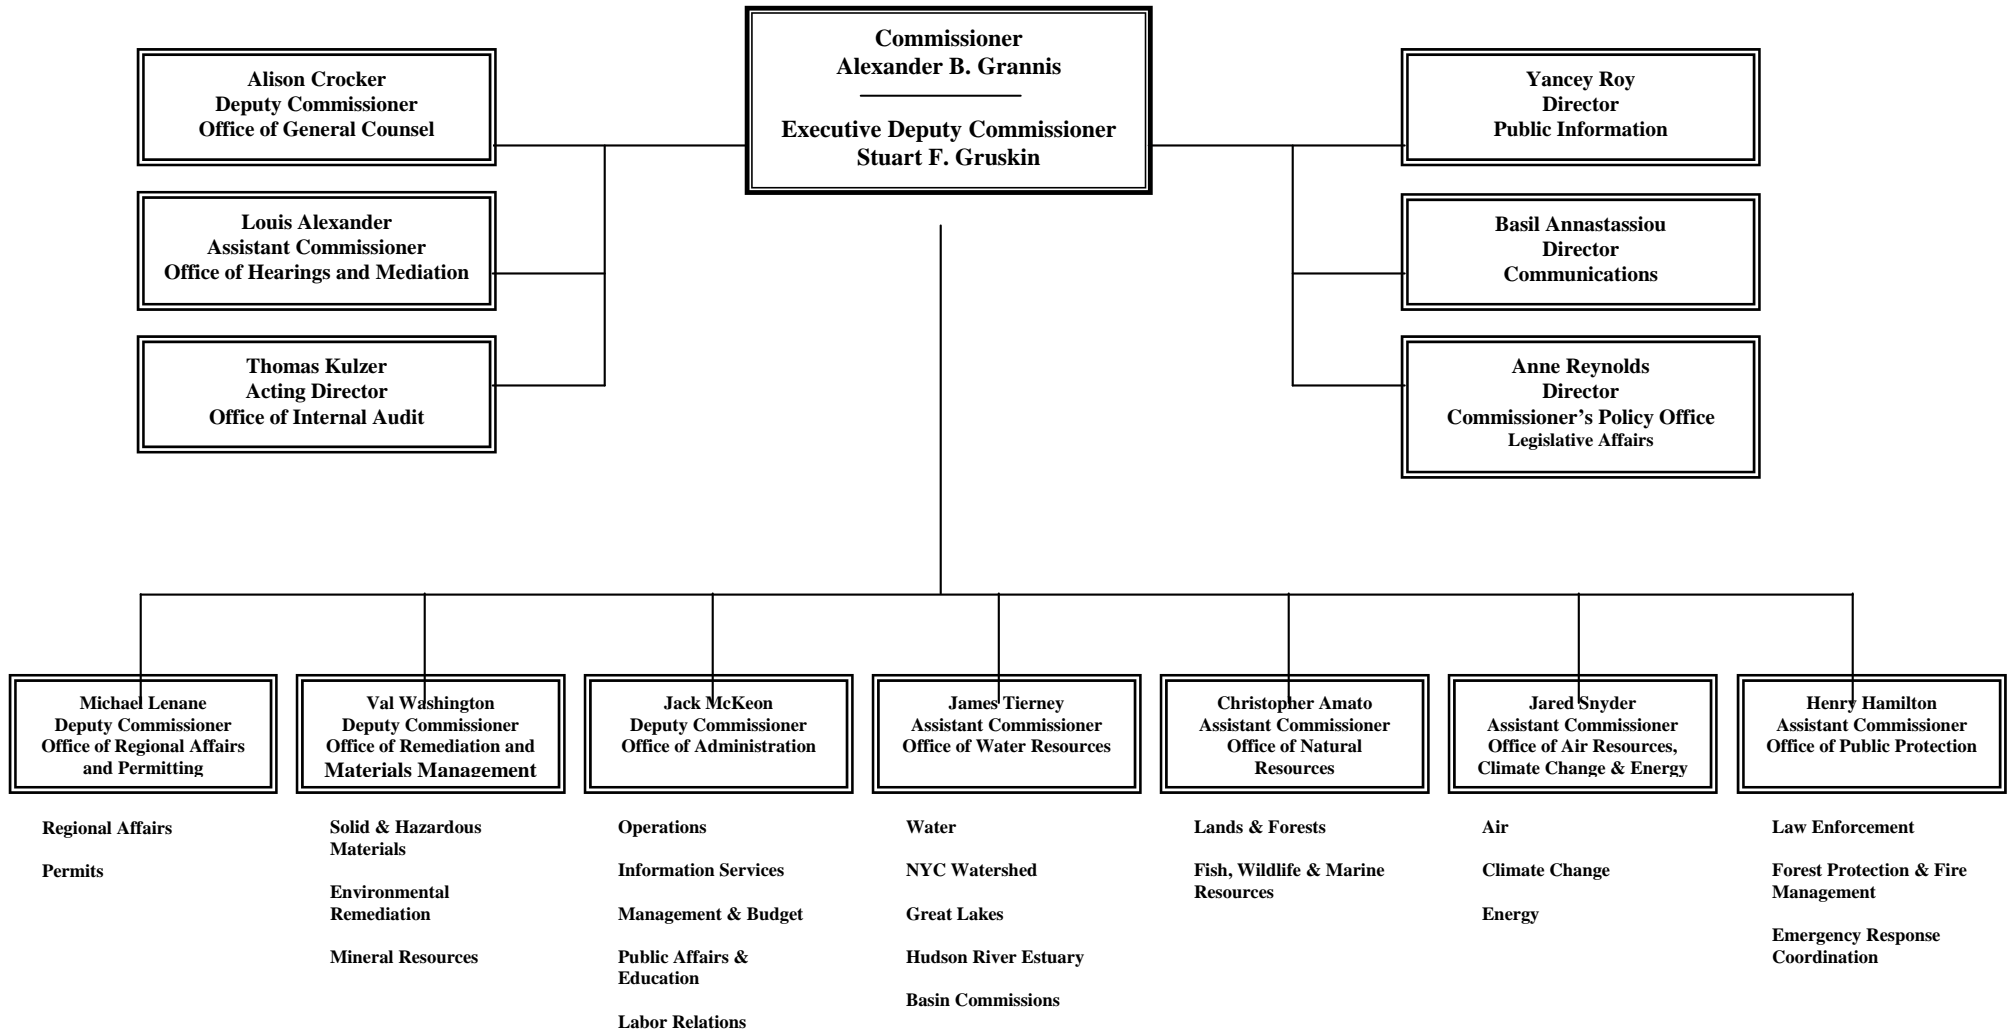 Commissioner
Alexander B. Grannis
Executive Deputy Commissioner
Stuart F. Gruskin
Alison Crocker
Deputy Commissioner
Office of General Counsel
Louis Alexander
Assistant Commissioner
Office of Hearings and Mediation
Thomas Kulzer
Acting Director
Office of Internal Audit
Yancey Roy
Director
Public Information
Basil Annastassiou
Director
Communications
Anne Reynolds
Director
Commissioner’s Policy Office
Legislative Affairs
Michael Lenane
Deputy Commissioner
Office of Regional Affairs
and Permitting
Regional Affairs
Permits
Val Washington
Deputy Commissioner
Office of Remediation and
Materials Management
Solid & Hazardous
Materials
Environmental
Remediation
Mineral Resources
Jack McKeon
Deputy Commissioner
Office of Administration
Operations
Information Services
Management & Budget
Public Affairs &
Education
Labor Relations
James Tierney
Assistant Commissioner
Office of Water Resources
Water
NYC Watershed
Great Lakes
Hudson River Estuary
Basin Commissions
Christopher Amato
Assistant Commissioner
Office of Natural
Resources
Lands & Forests
Fish, Wildlife & Marine
Resources
Jared Snyder
Assistant Commissioner
Office of Air Resources,
Climate Change & Energy
Air
Climate Change
Energy
Henry Hamilton
Assistant Commissioner
Office of Public Protection
Law Enforcement
Forest Protection & Fire
Management
Emergency Response
Coordination